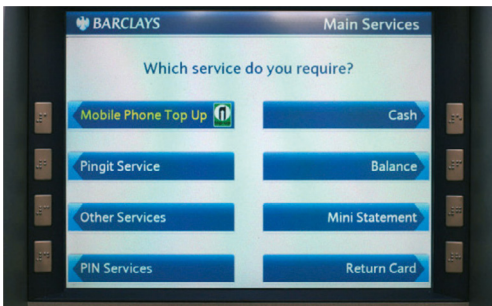 BARCLAYS Main Services
Which service do you require?
Mobile Phone Top Up
Cash
Pingit Service
Balance
Other Services
Mini Statement
PIN Services
Return Card